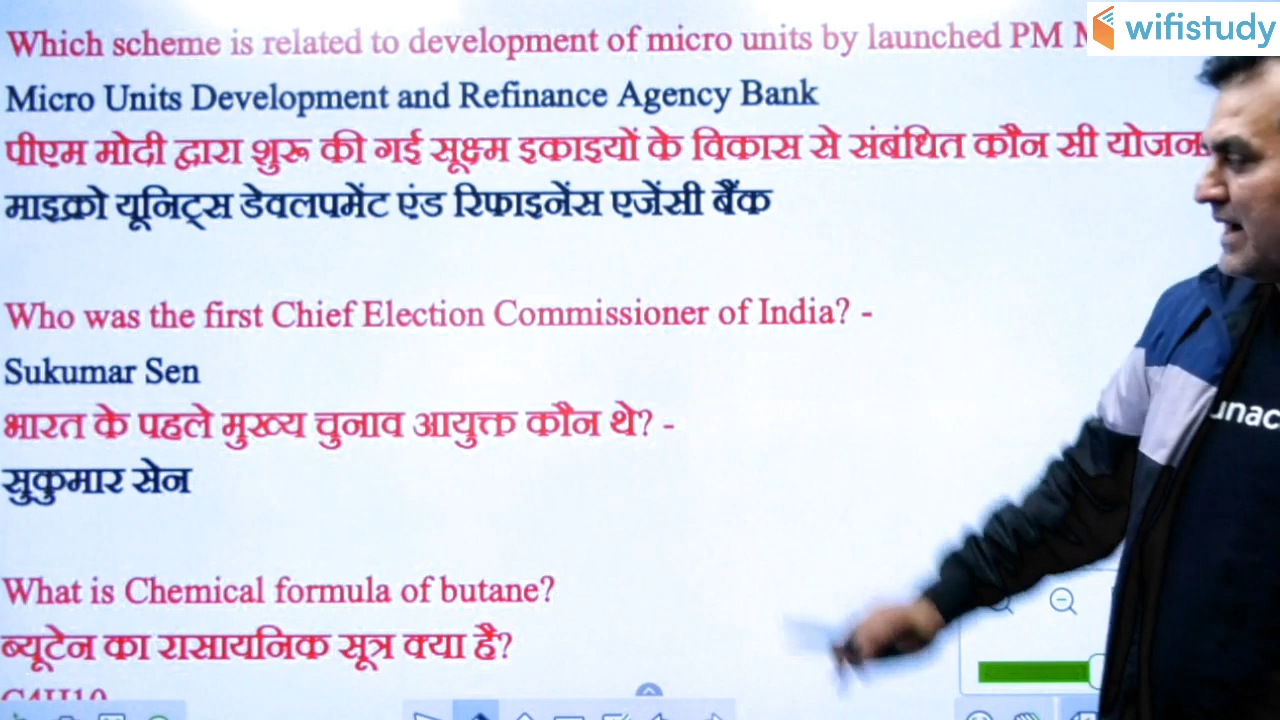 Which scheme is related to development of micro units by launched PM
wifistudy
Micro Units Development and Refinance Agency Bank
पीएम मोदी द्वारा शुरू की गई सूक्ष्म इकाइयों के विकास से संबंधित कौन सी योजना
माइक्रो यूनिट्स डेवलपमेंट एंड रिफाइनेंस एजेंसी बैंक
Who was the first Chief Election Commissioner of India? -
Sukumar Sen
भारत के पहले मुख्य चुनाव आयुक्त कौन थे? -
सुकुमार सेन
unac
What is Chemical formula of butane?
ब्यूटेन का रासायनिक सूत्र क्या है?
C4H10